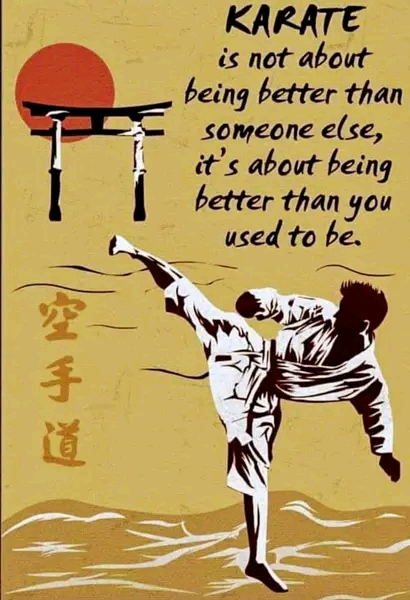 KARATE
is not about
being better than
someone else,
it's about being
better than you
used to be.
空手道